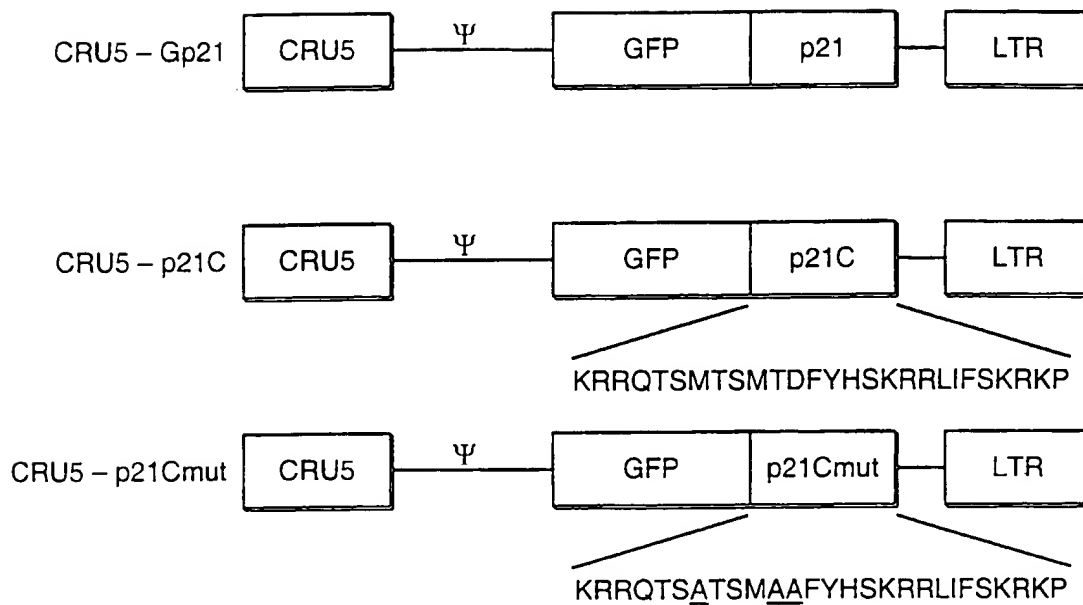 Ψ
CRU5 – Gp21 CRU5 GFP p21 LTR
Ψ
CRU5 – p21C CRU5 GFP p21C LTR
KRRQTSMTSMTDFYHSKRRLIFSKRKP
Ψ
CRU5 – p21Cmut CRU5 GFP p21Cmut LTR
KRRQTSATSMAAFYHSKRRLIFSKRKP